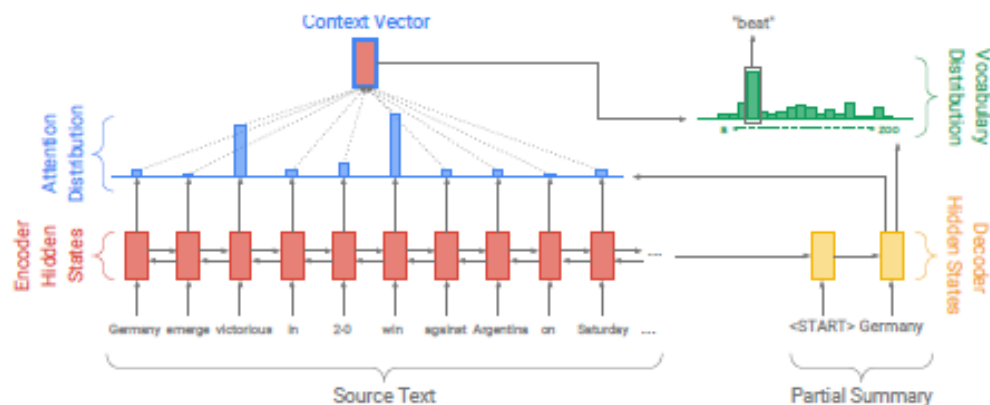 Context Vector
"beat"
Attention
Distribution
Vocabulary
Distribution
a
zoo
Encoder
Hidden
States
Decoder
Hidden States
...
Germany emerge victorious in 2-0 win against Argentina on Saturday ...
<START> Germany
Source Text
Partial Summary